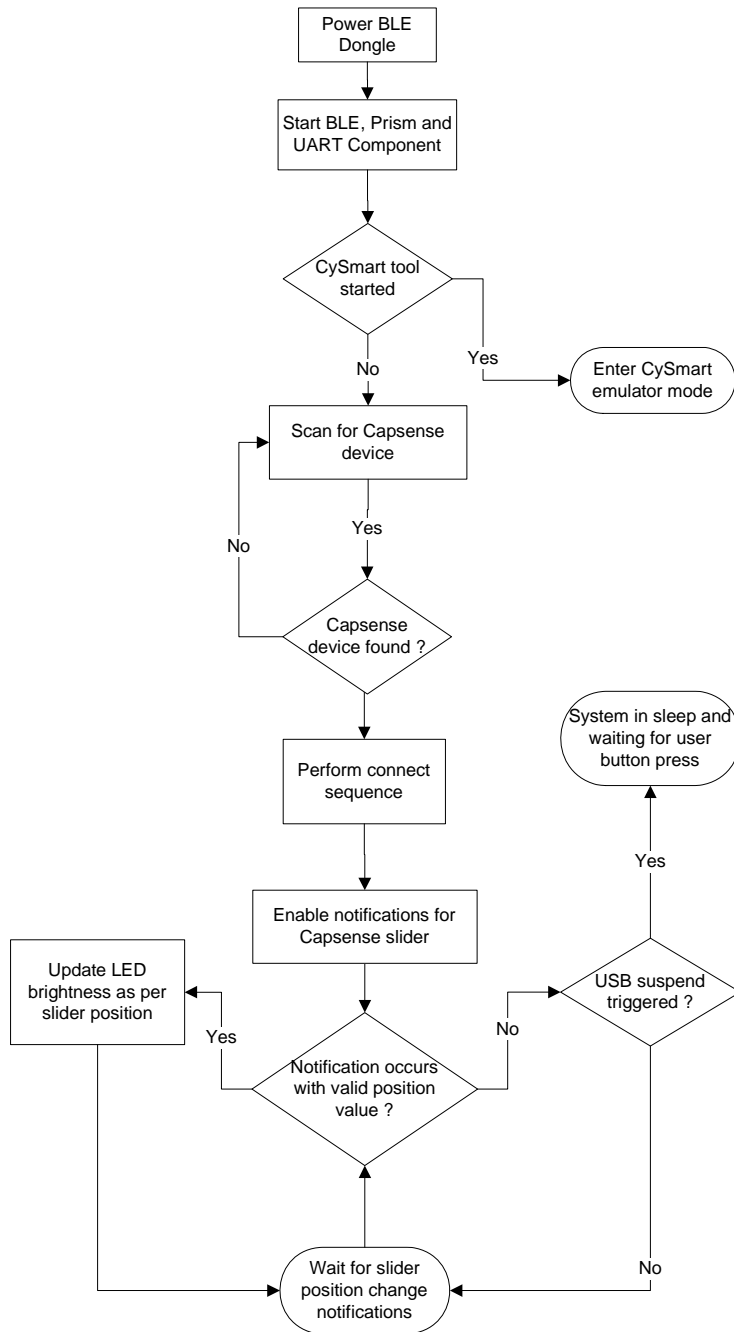 Power BLE
Dongle
Start BLE, Prism and
UART Component
CySmart tool
started
Yes
No
Enter CySmart
emulator mode
Scan for Capsense
device
Yes
No
Capsense
device found ?
System in sleep and
waiting for user
button press
Perform connect
sequence
Yes
Enable notifications for
Capsense slider
Update LED
brightness as per
slider position
USB suspend
triggered ?
No
Yes
Notification occurs
with valid position
value ?
No
Wait for slider
position change
notifications